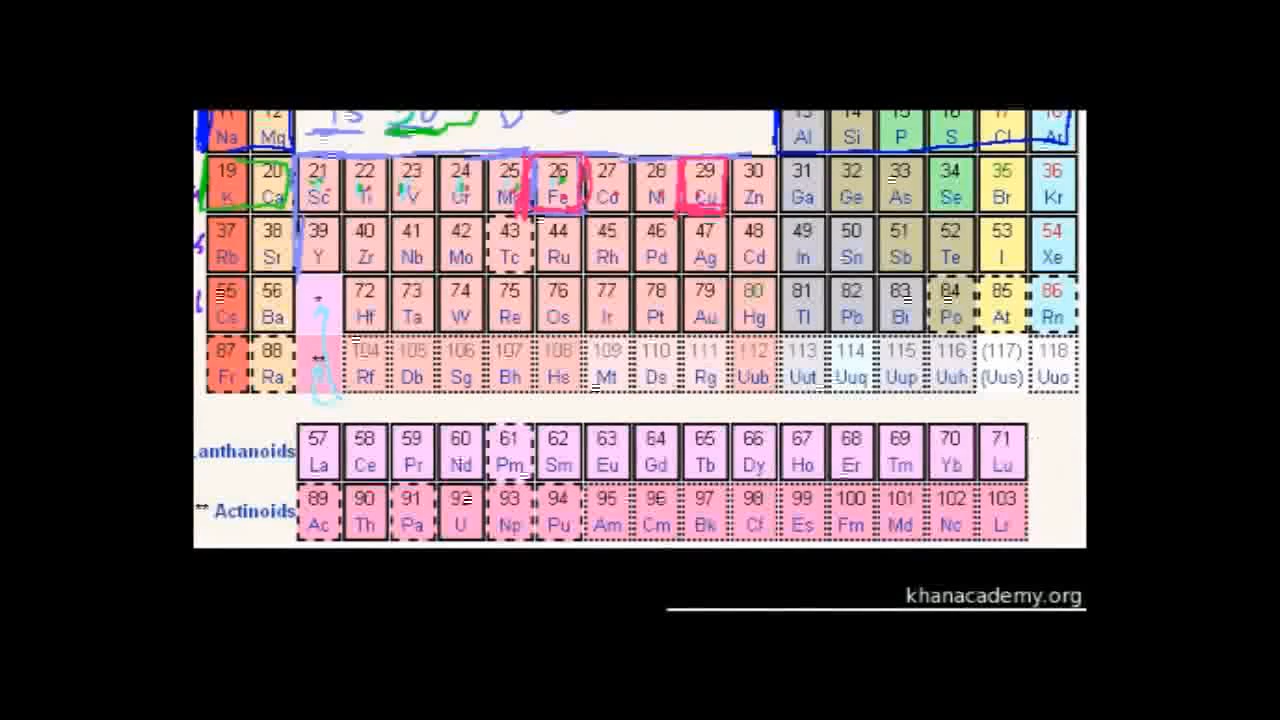 11 12 13 14 15 16 17 18
Na Mg Al Si P S Cl Ar
19 20 21 22 23 24 25 26 27 28 29 30 31 32 33 34 35 36
K Ca Sc Ti V Cr Mn Fe Co Ni Cu Zn Ga Ge As Se Br Kr
37 38 39 40 41 42 43 44 45 46 47 48 49 50 51 52 53 54
Rb Sr Y Zr Nb Mo Tc Ru Rh Pd Ag Cd In Sn Sb Te I Xe
55 56 * 72 73 74 75 76 77 78 79 80 81 82 83 84 85 86
Cs Ba Hf Ta W Re Os Ir Pt Au Hg Tl Pb Bi Po At Rn
87 88 ** 104 105 106 107 108 109 110 111 112 113 114 115 116 (117) 118
Fr Ra Rf Db Sg Bh Hs Mt Ds Rg Uub Uut Uuq Uup Uuh (Uus) Uuo
57 58 59 60 61 62 63 64 65 66 67 68 69 70 71
anthanoids La Ce Pr Nd Pm Sm Eu Gd Tb Dy Ho Er Tm Yb Lu
89 90 91 92 93 94 95 96 97 98 99 100 101 102 103
** Actinoids Ac Th Pa U Np Pu Am Cm Bk Cf Es Fm Md No Lr
khanacademy.org